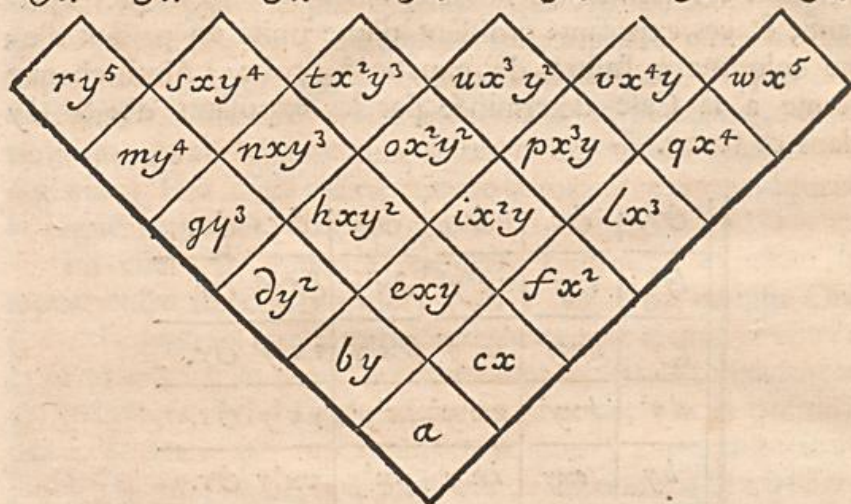 ry⁵ sxy⁴ tx²y³ ux³y² vx⁴y wx⁵
my⁴ nxy³ ox²y² px³y qx⁴
gy³ hxy² ix²y lx³
∂y² exy fx²
by cx
a